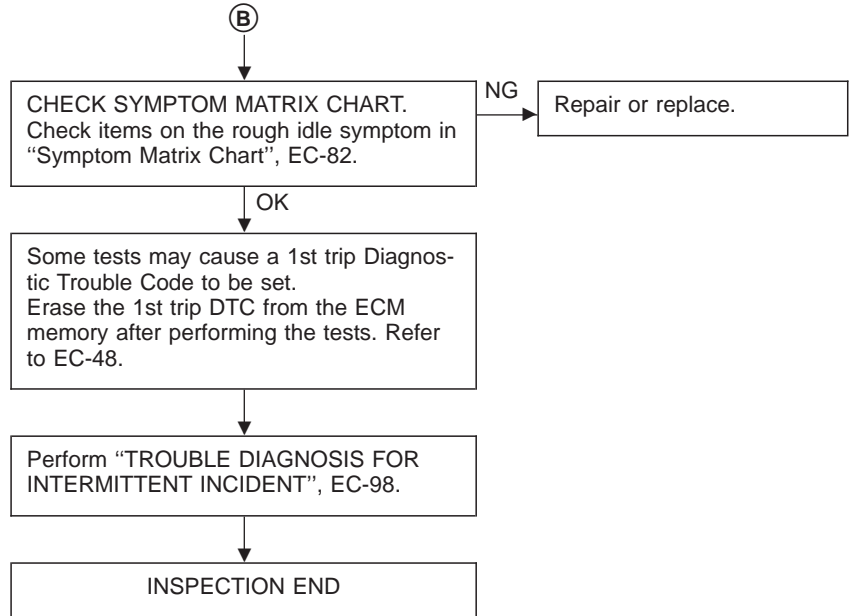 B
CHECK SYMPTOM MATRIX CHART.
Check items on the rough idle symptom in
‘‘Symptom Matrix Chart’’, EC-82.
NG
Repair or replace.
OK
Some tests may cause a 1st trip Diagnos-
tic Trouble Code to be set.
Erase the 1st trip DTC from the ECM
memory after performing the tests. Refer
to EC-48.
Perform ‘‘TROUBLE DIAGNOSIS FOR
INTERMITTENT INCIDENT’’, EC-98.
INSPECTION END